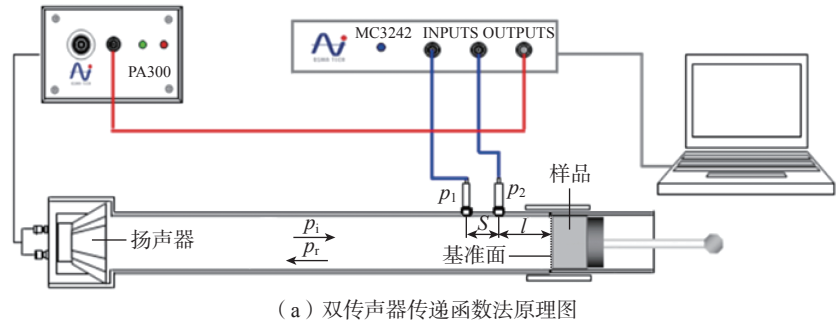 MC3242 INPUTS OUTPUTS
PA300
p₁
p₂
样品
S
l
扬声器
pᵢ
pᵣ
基准面
（a）双传声器传递函数法原理图